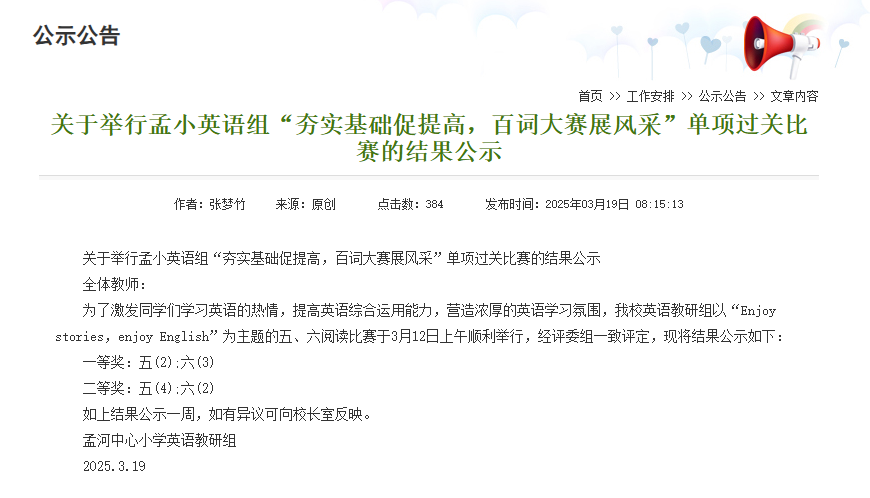 公示公告
首页 >> 工作安排 >> 公示公告 >> 文章内容
关于举行孟小英语组“夯实基础促提高，百词大赛展风采”单项过关比
赛的结果公示
作者：张梦竹 来源：原创 点击数：384 发布时间：2025年03月19日 08:15:13
关于举行孟小英语组“夯实基础促提高，百词大赛展风采”单项过关比赛的结果公示
全体教师：
为了激发同学们学习英语的热情，提高英语综合运用能力，营造浓厚的英语学习氛围，我校英语教研组以“Enjoy
stories，enjoy English”为主题的五、六阅读比赛于3月12日上午顺利举行，经评委组一致评定，现将结果公示如下：
一等奖：五(2);六(3)
二等奖：五(4);六(2)
如上结果公示一周，如有异议可向校长室反映。
孟河中心小学英语教研组
2025.3.19